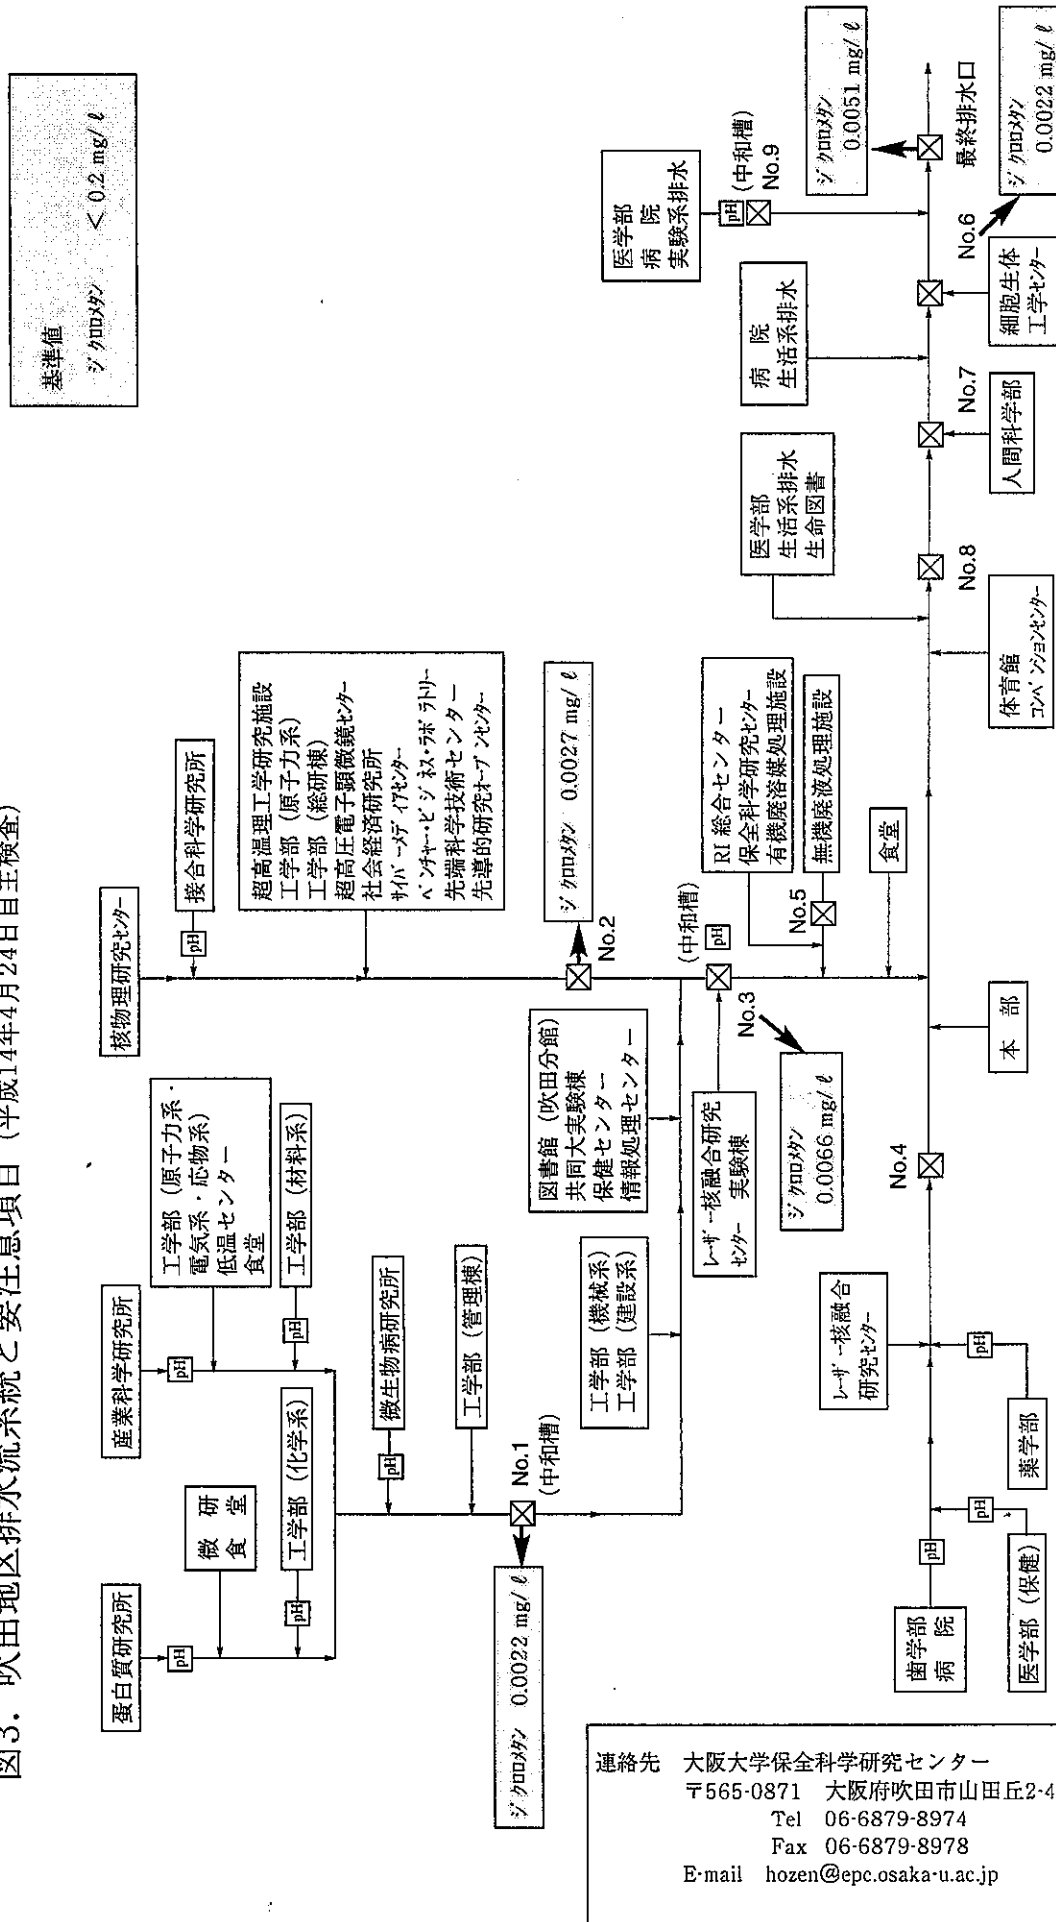 図3. 吹田地区排水流系統と要注意項目 (平成14年4月24日自主検査)
基準値
ジクロロメタン < 0.2 mg/ℓ
蛋白質研究所
pH
微研
食堂
工学部 (化学系)
pH
産業科学研究所
pH
工学部 (原子力系・
電気系・応物系)
低温センター
食堂
工学部 (材料系)
pH
微生物病研究所
pH
工学部 (管理棟)
No.1
(中和槽)
ジクロロメタン 0.0022 mg/ℓ
核物理研究センター
接合科学研究所
pH
超高温理工学研究施設
工学部 (原子力系)
工学部 (総研棟)
超高圧電子顕微鏡センター
社会経済研究所
サイバーメディアセンター
ベンチャー・ビジネス・ラボラトリー
先端科学技術センター
先導的研究オープンセンター
No.2
ジクロロメタン 0.0027 mg/ℓ
図書館 (吹田分館)
共同大実験棟
保健センター
情報処理センター
工学部 (機械系)
工学部 (建設系)
(中和槽)
pH
No.3
レーザー核融合研究
センター 実験棟
ジクロロメタン
0.0066 mg/ℓ
RI 総合センター
保全科学研究センター
有機廃溶媒処理施設
無機廃液処理施設
No.5
食堂
歯学部
病院
pH
医学部 (保健)
pH
レーザー核融合
研究センター
薬学部
pH
No.4
本部
体育館
コンベンションセンター
医学部
生活系排水
生命図書
No.8
人間科学部
No.7
病院
生活系排水
細胞生体
工学センター
No.6
ジクロロメタン
0.0022 mg/ℓ
医学部
病院
実験系排水
pH
(中和槽)
No.9
ジクロロメタン
0.0051 mg/ℓ
最終排水口
連絡先 大阪大学保全科学研究センター
〒565-0871 大阪府吹田市山田丘2-4
Tel 06-6879-8974
Fax 06-6879-8978
E-mail hozen@epc.osaka-u.ac.jp